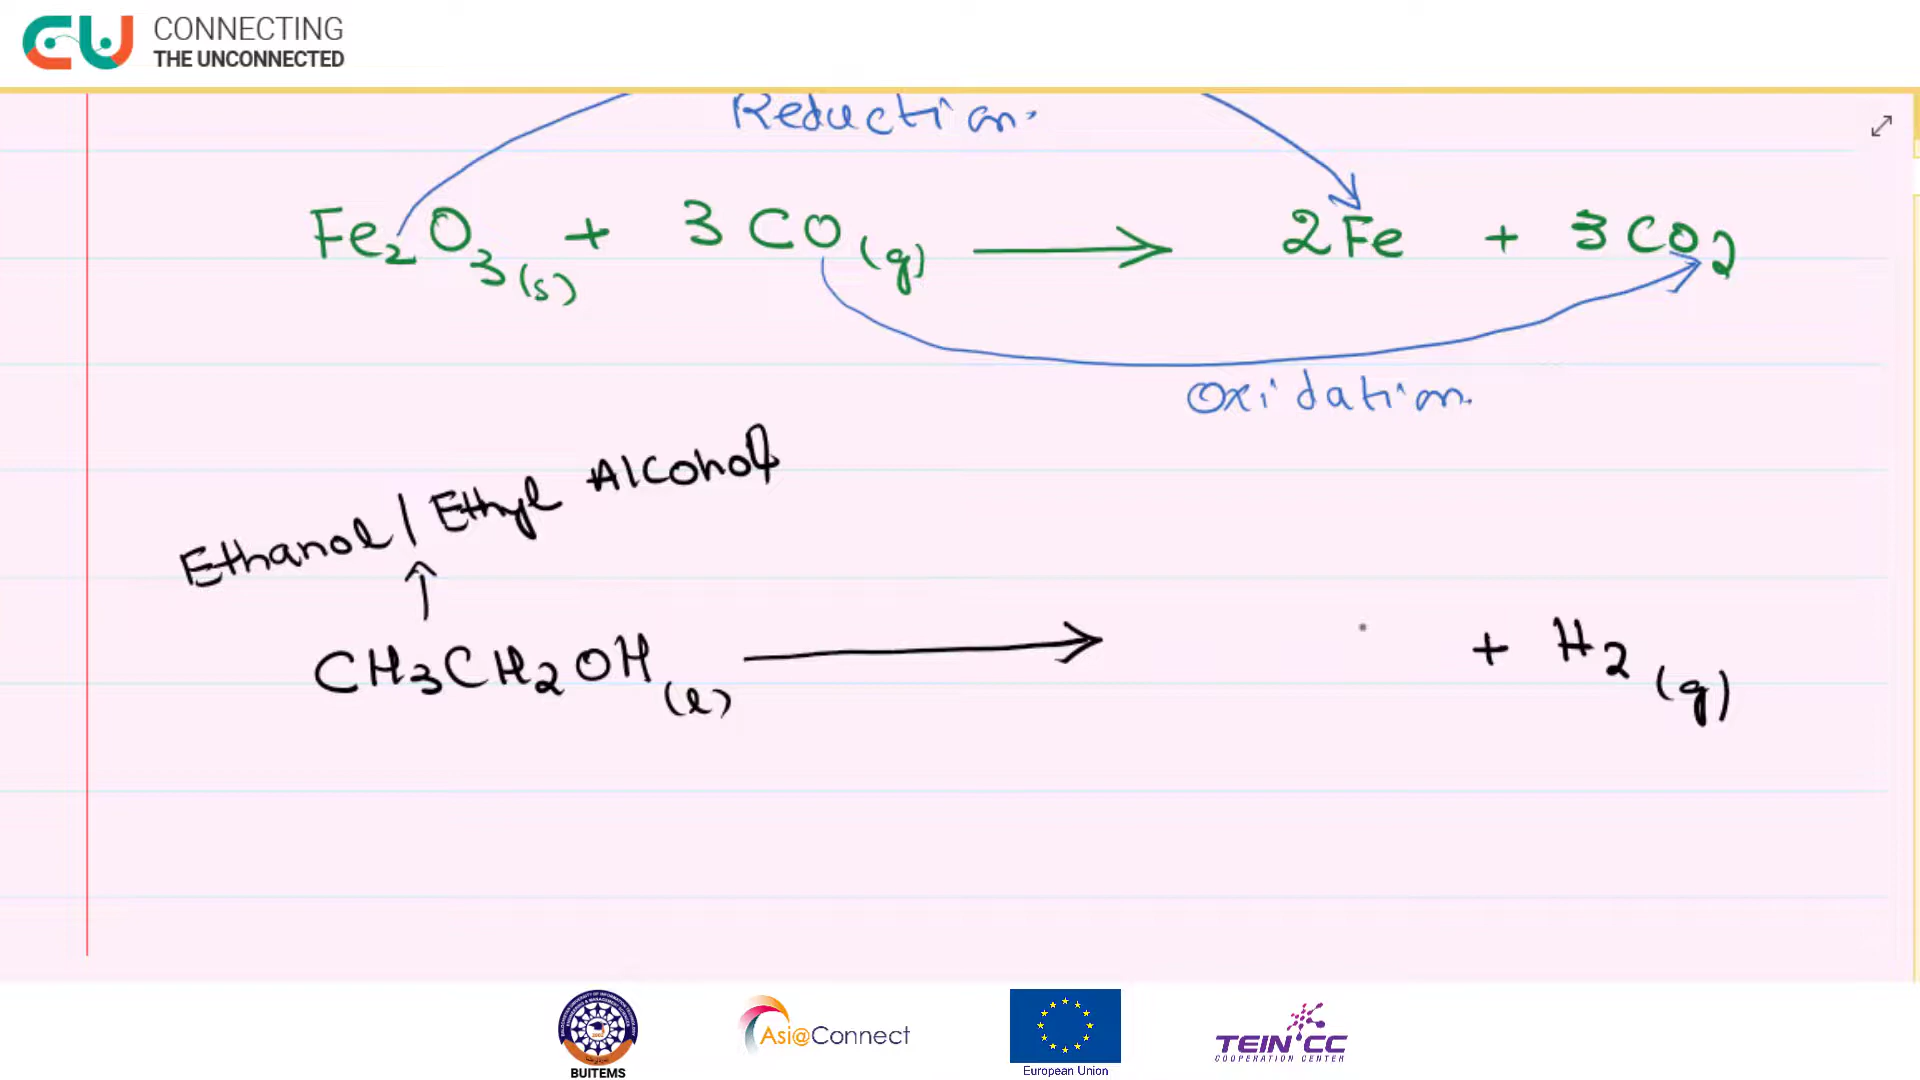 CONNECTING
THE UNCONNECTED
Reduction.
Fe₂O₃(s) + 3CO(g) → 2Fe + 3CO₂
Oxidation.
Ethanol / Ethyl Alcohol
↑
CH₃CH₂OH(l) → + H₂(g)
BUITEMS
Asi@Connect
European Union
TEIN*CC
COOPERATION CENTER